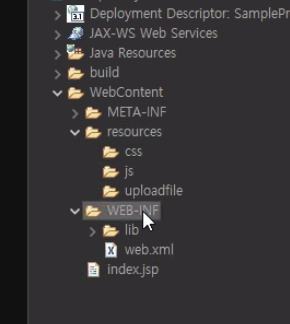 Deployment Descriptor: SamplePr
JAX-WS Web Services
Java Resources
build
WebContent
META-INF
resources
css
js
uploadfile
WEB-INF
lib
web.xml
index.jsp